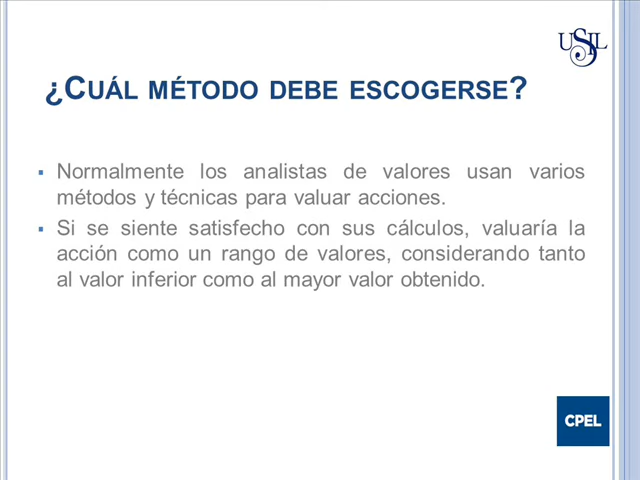 USIL
¿CUÁL MÉTODO DEBE ESCOGERSE?
▪ Normalmente los analistas de valores usan varios
métodos y técnicas para valuar acciones.
▪ Si se siente satisfecho con sus cálculos, valuaría la
acción como un rango de valores, considerando tanto
al valor inferior como al mayor valor obtenido.
CPEL